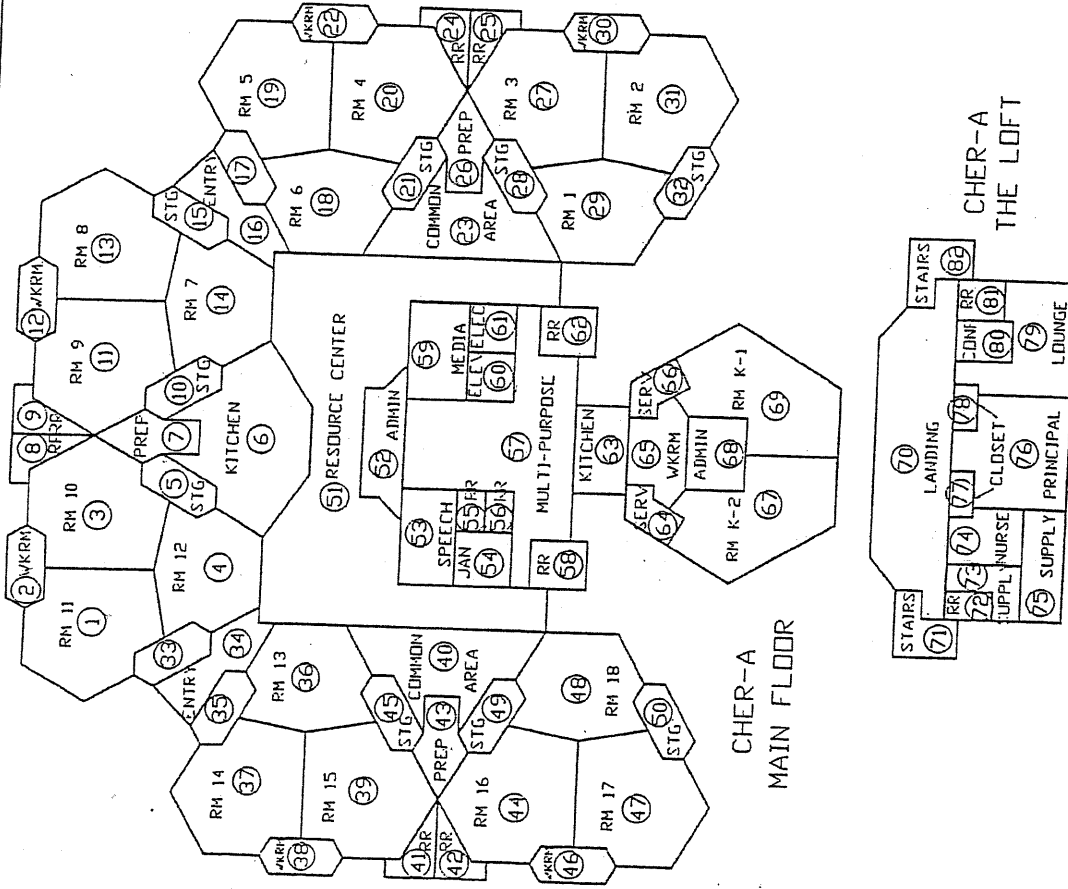 RM 11
1
2 WKRM
RM 10
3
RM 12
4
5
STG
KITCHEN
6
PREP
7
8
RR
9
RR
10
STG
RM 9
11
12 WKRM
RM 8
13
RM 7
14
STG
15
ENTRY
16
17
RM 6
18
RM 5
19
RM 4
20
21
STG
WKRM
22
COMMON
23
AREA
RR 24
RR 25
26 PREP
RM 3
27
STG
28
RM 1
29
WKRM
30
RM 2
31
32
STG
33
34
ENTRY
35
RM 13
36
RM 14
37
WKRM
38
RM 15
39
COMMON
40
AREA
41 RR
42 RR
PREP 43
RM 16
44
45
STG
WKRM
46
RM 17
47
48
RM 18
STG
49
50
STG
51 RESOURCE CENTER
52 ADMIN
53
SPEECH
JAN
54
55 RR
56 RR
57
MULTI-PURPOSE
RR
58
59
MEDIA
ELEV
60
ELEC
61
RR
62
KITCHEN
63
SERV
64
65
WKRM
SERV
66
RM K-2
67
ADMIN
68
RM K-1
69
CHER-A
MAIN FLOOR
70
LANDING
STAIRS
71
RR
72
73
SUPPLY
74
NURSE
75 SUPPLY
76
PRINCIPAL
77
CLOSET
78
79
LOUNGE
CONF
80
RR
81
STAIRS
82
CHER-A
THE LOFT